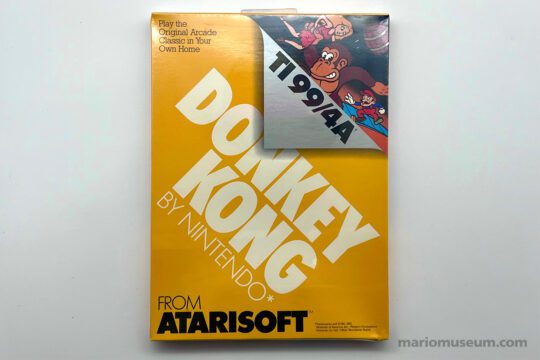 Play the
Original Arcade
Classic in Your
Own Home
TI 99/4A
DONKEY
KONG
BY NINTENDO*
FROM
ATARISOFT™
mariomuseum.com